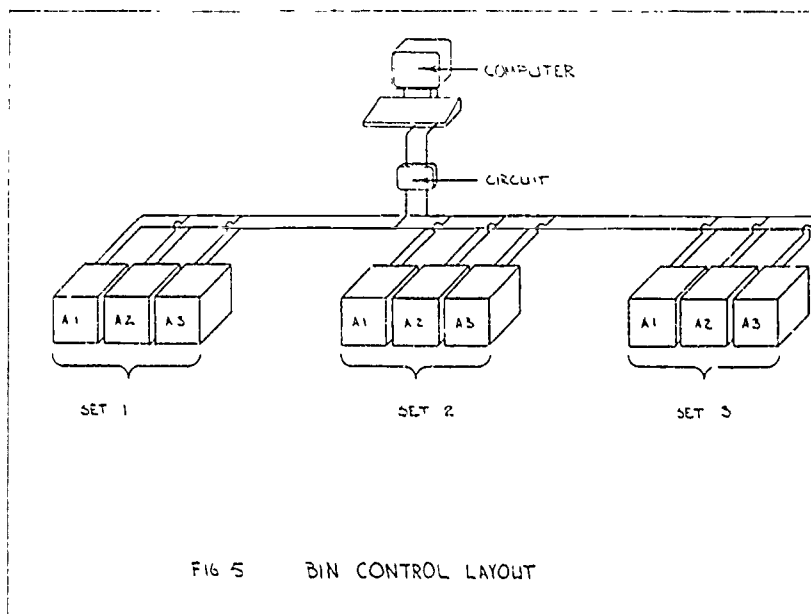 COMPUTER
CIRCUIT
A1 A2 A3
A1 A2 A3
A1 A2 A3
SET 1
SET 2
SET 3
FIG 5 BIN CONTROL LAYOUT